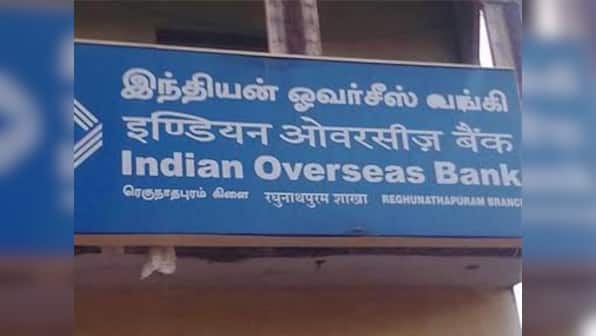 இந்தியன் ஓவர்சீஸ் வங்கி
इण्डियन ओवरसीज़ बैंक
Indian Overseas Bank
ரெகுநாதபுரம் கிளை रघुनाथपुरम शाखा REGHUNATHAPURAM BRANCH